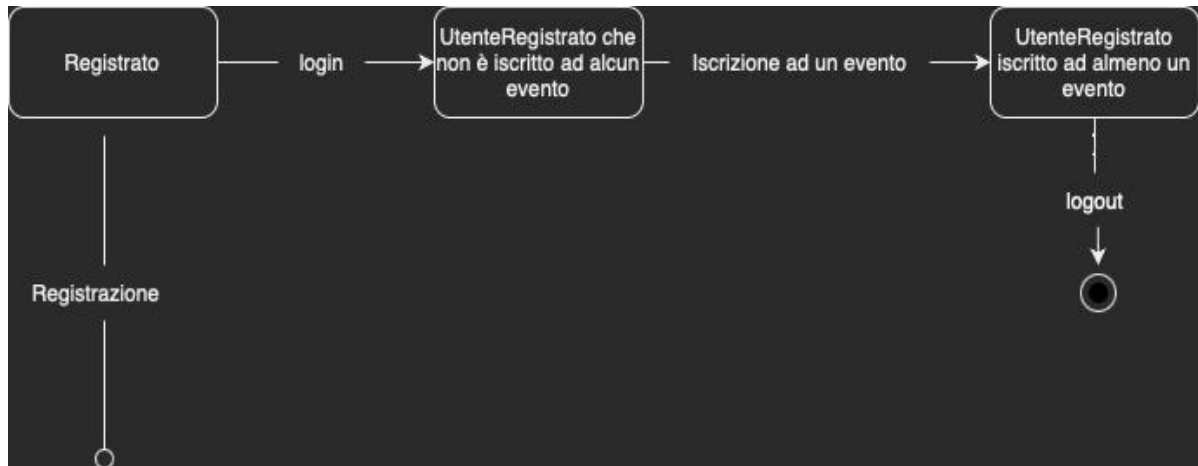 Registrato
login
UtenteRegistrato che
non è iscritto ad alcun
evento
Iscrizione ad un evento
UtenteRegistrato
iscritto ad almeno un
evento
logout
Registrazione